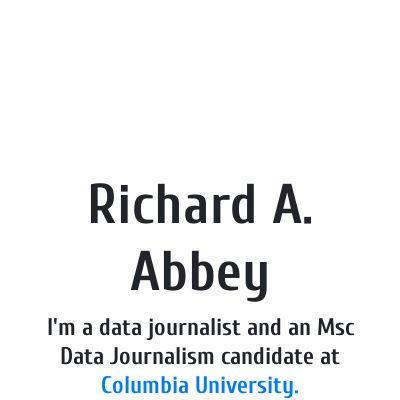 Richard A.
Abbey
I'm a data journalist and an Msc
Data Journalism candidate at
Columbia University.